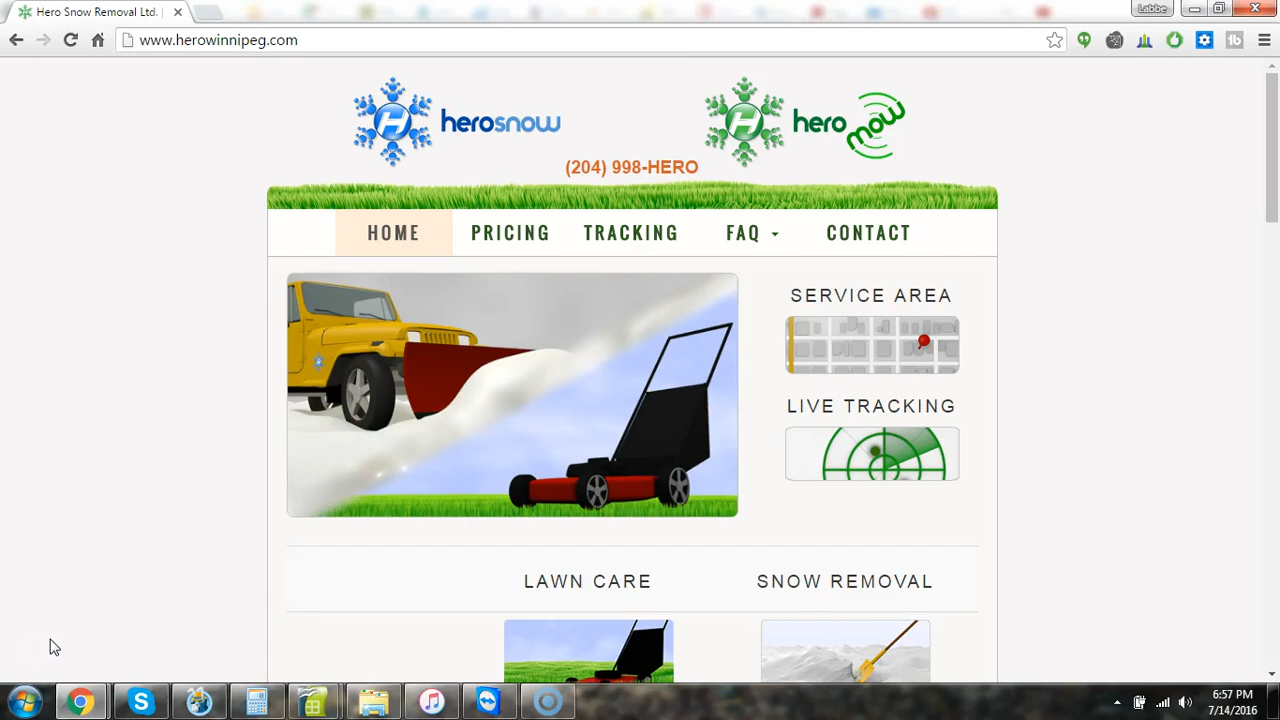 Hero Snow Removal Ltd.
Labbe
www.herowinnipeg.com
H herosnow
H hero mow
(204) 998-HERO
HOME PRICING TRACKING FAQ CONTACT
SERVICE AREA
LIVE TRACKING
LAWN CARE SNOW REMOVAL
6:57 PM
7/14/2016